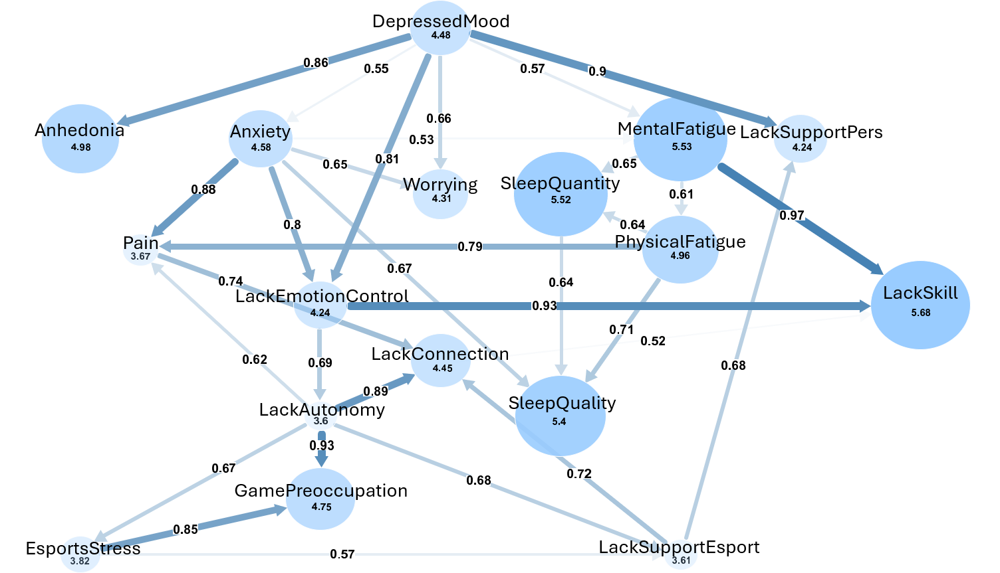 DepressedMood
4.48
0.86
0.55
0.57
0.9
0.66
0.53
0.81
Anhedonia
4.98
Anxiety
4.58
MentalFatigue
5.53
LackSupportPers
4.24
0.65
0.65
0.88
Worrying
4.31
SleepQuantity
5.52
0.61
0.97
0.8
0.64
Pain
3.67
0.79
PhysicalFatigue
4.96
0.67
0.74
0.64
LackEmotionControl
4.24
0.93
LackSkill
5.68
0.71
0.52
0.62
0.69
LackConnection
4.45
0.68
0.89
LackAutonomy
3.6
SleepQuality
5.4
0.93
0.67
0.68
0.72
GamePreoccupation
4.75
0.85
EsportsStress
3.82
0.57
LackSupportEsport
3.61